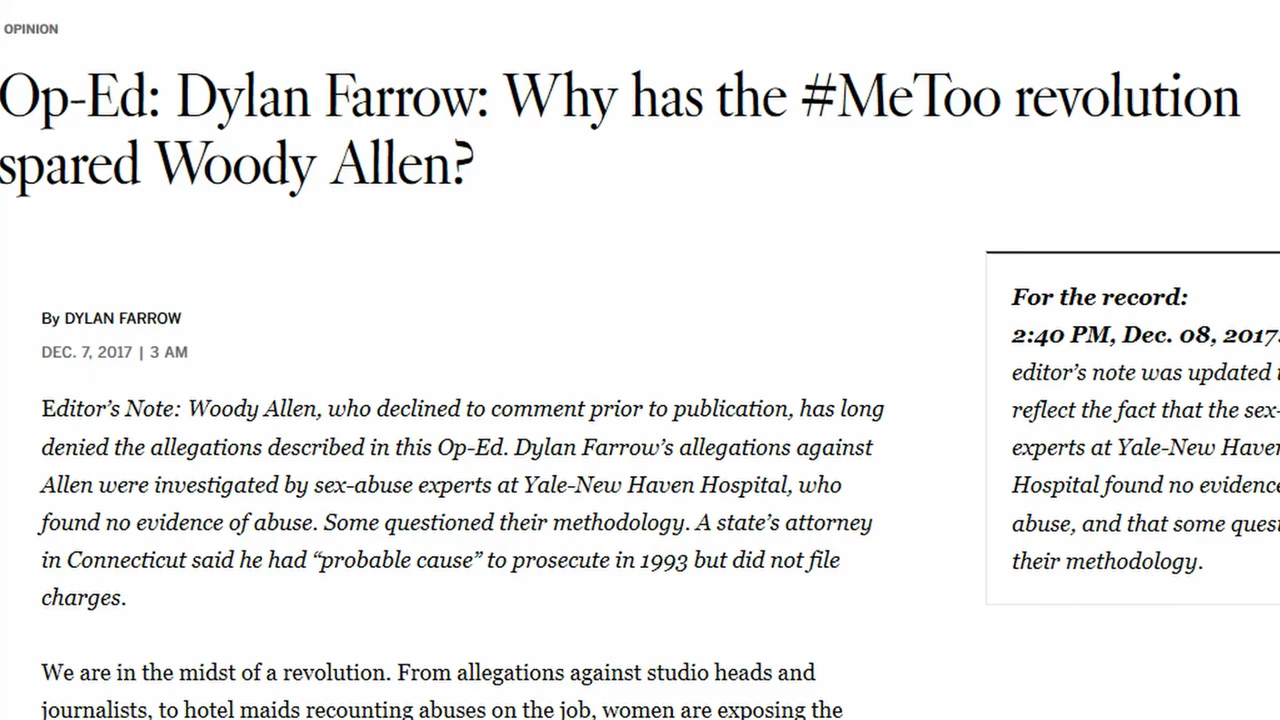 OPINION
Op-Ed: Dylan Farrow: Why has the #MeToo revolution
spared Woody Allen?
By DYLAN FARROW
DEC. 7, 2017 | 3 AM
Editor's Note: Woody Allen, who declined to comment prior to publication, has long
denied the allegations described in this Op-Ed. Dylan Farrow's allegations against
Allen were investigated by sex-abuse experts at Yale-New Haven Hospital, who
found no evidence of abuse. Some questioned their methodology. A state's attorney
in Connecticut said he had “probable cause” to prosecute in 1993 but did not file
charges.
We are in the midst of a revolution. From allegations against studio heads and
journalists, to hotel maids recounting abuses on the job, women are exposing the
For the record:
2:40 PM, Dec. 08, 2017:
editor's note was updated
reflect the fact that the sex-
experts at Yale-New Haven
Hospital found no evidence
abuse, and that some
their methodology.